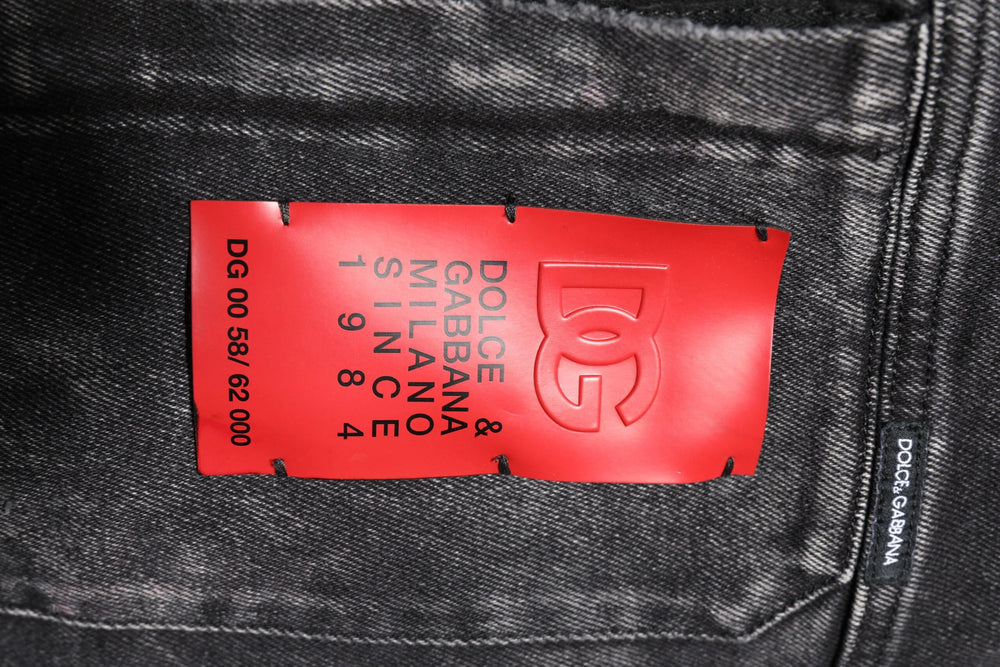 DG
DOLCE &
GABBANA
MILANO
SINCE
1984
DG 00 58/ 62 000
DOLCE&GABBANA